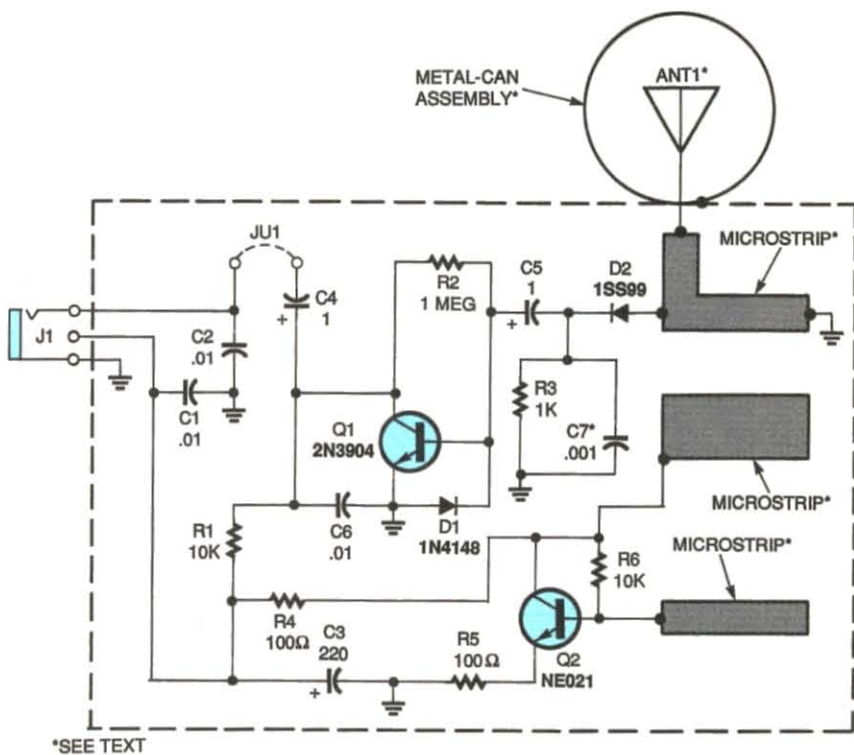 METAL-CAN
ASSEMBLY*
ANT1*
MICROSTRIP*
JU1
R2
1 MEG
C5
1
D2
1SS99
C4
+ 1
J1
C2
.01
C1
.01
Q1
2N3904
+
R3
1K
C7*
.001
MICROSTRIP*
R1
10K
C6
.01
D1
1N4148
R6
10K
MICROSTRIP*
R4
100Ω
C3
220
+
R5
100Ω
Q2
NE021
*SEE TEXT